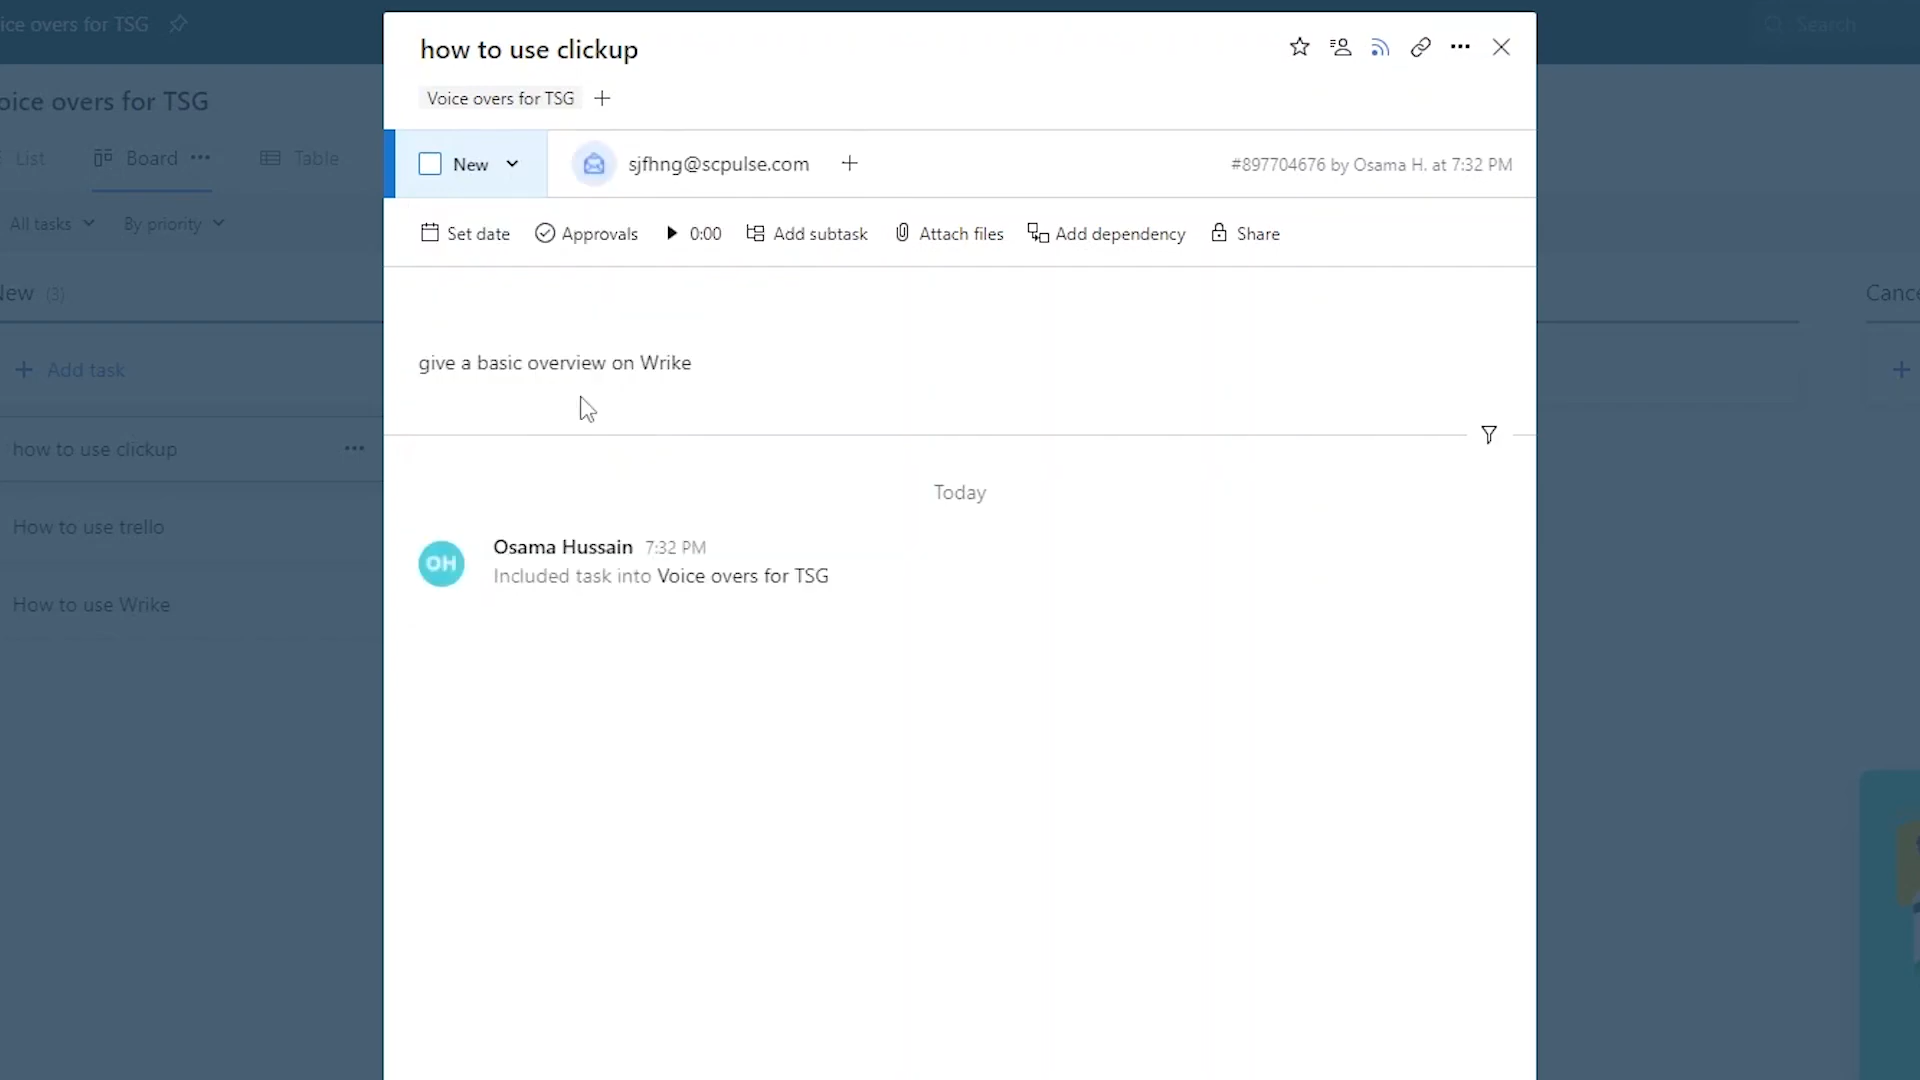 ice overs for TSG
Search
how to use clickup
Voice overs for TSG
oice overs for TSG
List
Board
Table
New
sjfhng@scpulse.com
#897704676 by Osama H. at 7:32 PM
All tasks
By priority
Set date
Approvals
0:00
Add subtask
Attach files
Add dependency
Share
New (3)
Cance
Add task
give a basic overview on Wrike
how to use clickup
Today
How to use trello
OH
Osama Hussain 7:32 PM
Included task into Voice overs for TSG
How to use Wrike